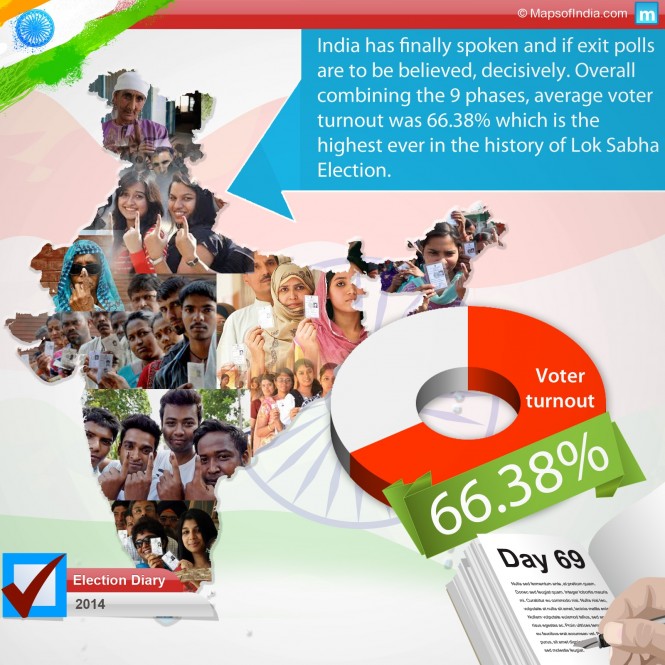 © MapsofIndia.com m
India has finally spoken and if exit polls
are to be believed, decisively. Overall
combining the 9 phases, average voter
turnout was 66.38% which is the
highest ever in the history of Lok Sabha
Election.
Voter
turnout
66.38%
Day 69
Election Diary
2014